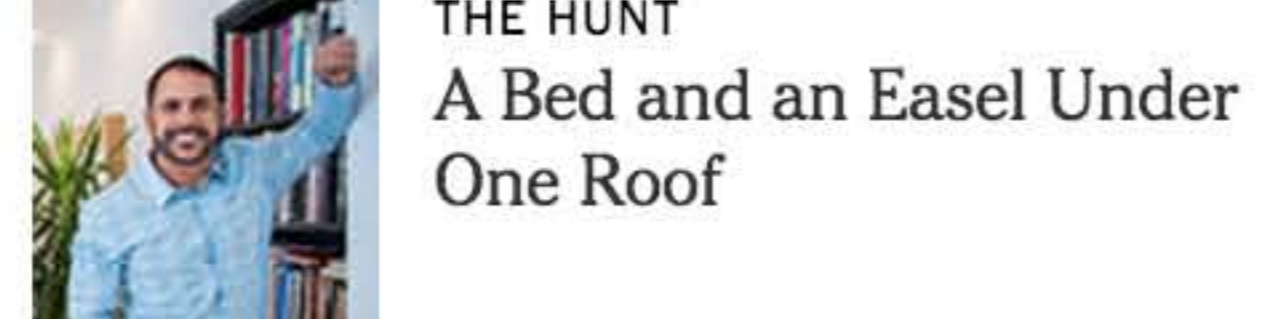 THE HUNT
A Bed and an Easel Under
One Roof